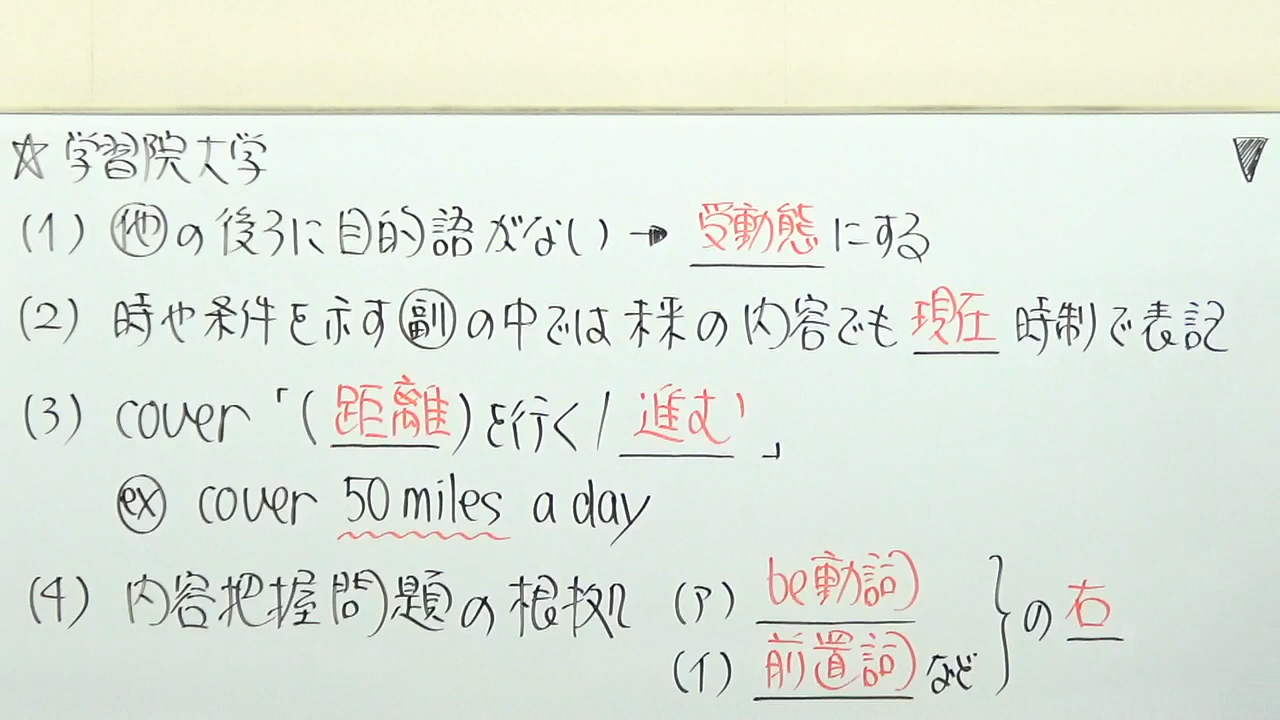 ☆学習院大学
(1) 他の後ろに目的語がない → 受動態にする
(2) 時や条件を示す副の中では未来の内容でも現在時制で表記
(3) cover「(距離)を行く/進む」
ex cover 50 miles a day
(4) 内容把握問題の根拠 (ア) be動詞
(イ) 前置詞など } の右